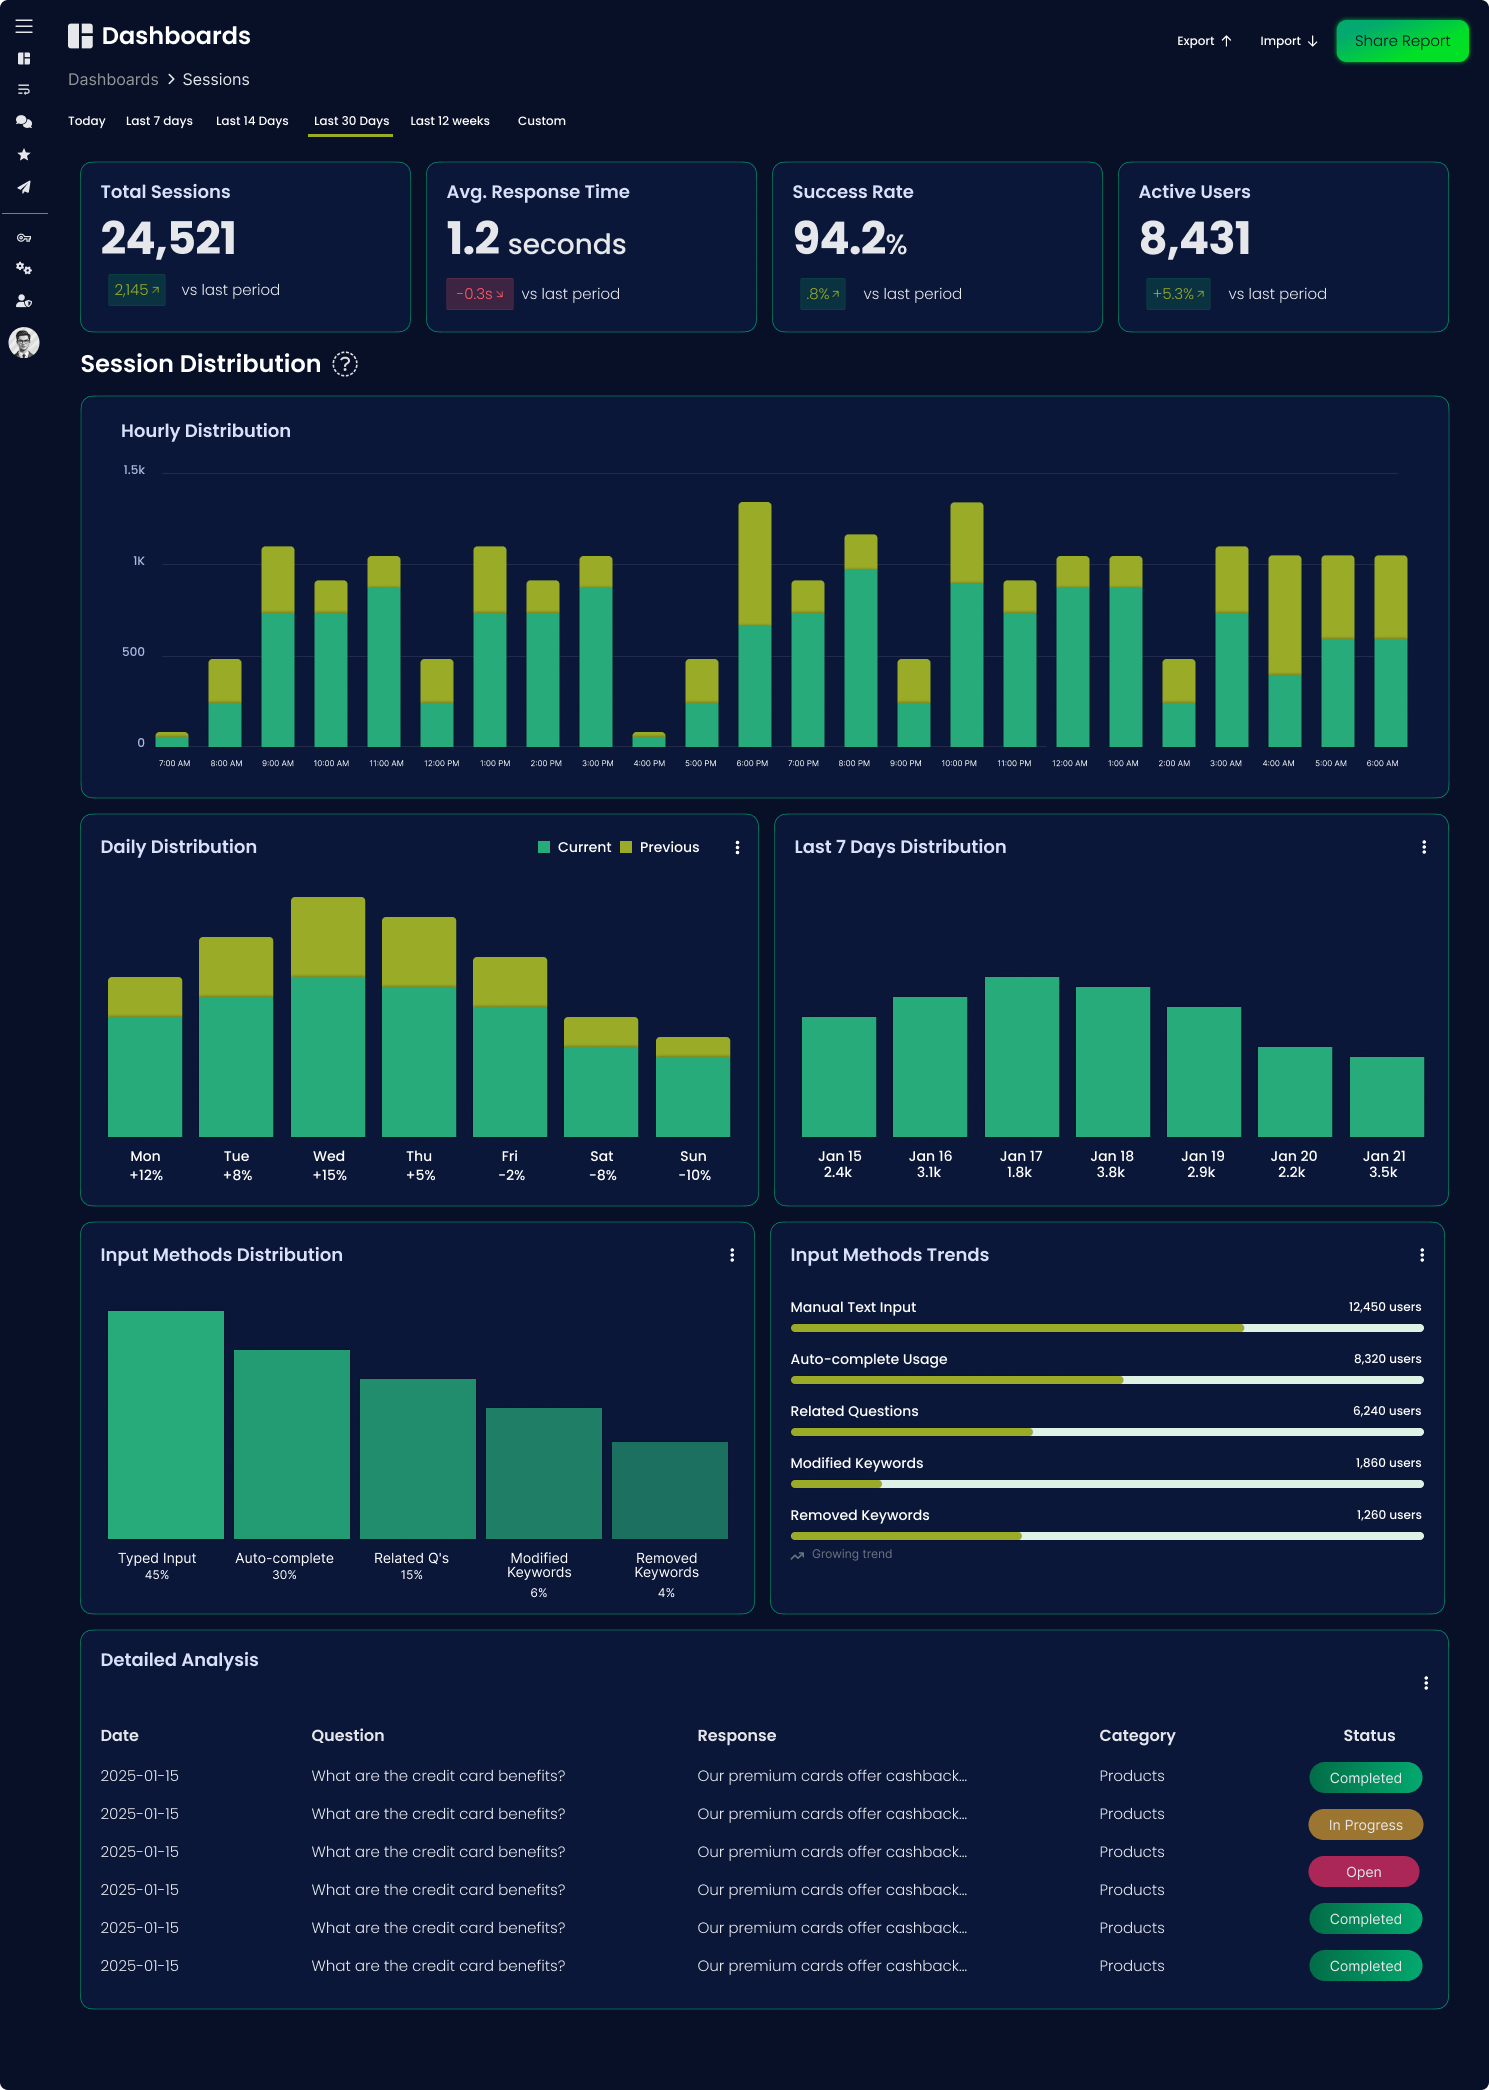 Dashboards
Export
Import
Share Report
Dashboards > Sessions
Today Last 7 days Last 14 Days Last 30 Days Last 12 weeks Custom
Total Sessions
24,521
2,145 vs last period
Avg. Response Time
1.2 seconds
-0.3s vs last period
Success Rate
94.2%
.8% vs last period
Active Users
8,431
+5.3% vs last period
Session Distribution ?
Hourly Distribution
1.5k
1K
500
0
7:00 AM 8:00 AM 9:00 AM 10:00 AM 11:00 AM 12:00 PM 1:00 PM 2:00 PM 3:00 PM 4:00 PM 5:00 PM 6:00 PM 7:00 PM 8:00 PM 9:00 PM 10:00 PM 11:00 PM 12:00 AM 1:00 AM 2:00 AM 3:00 AM 4:00 AM 5:00 AM 6:00 AM
Daily Distribution
Current Previous
Mon Tue Wed Thu Fri Sat Sun
+12% +8% +15% +5% -2% -8% -10%
Last 7 Days Distribution
Jan 15 Jan 16 Jan 17 Jan 18 Jan 19 Jan 20 Jan 21
2.4k 3.1k 1.8k 3.8k 2.9k 2.2k 3.5k
Input Methods Distribution
Typed Input
45%
Auto-complete
30%
Related Q's
15%
Modified
Keywords
6%
Removed
Keywords
4%
Input Methods Trends
Manual Text Input 12,450 users
Auto-complete Usage 8,320 users
Related Questions 6,240 users
Modified Keywords 1,860 users
Removed Keywords 1,260 users
Growing trend
Detailed Analysis
Date Question Response Category Status
2025-01-15 What are the credit card benefits? Our premium cards offer cashback... Products Completed
2025-01-15 What are the credit card benefits? Our premium cards offer cashback... Products In Progress
2025-01-15 What are the credit card benefits? Our premium cards offer cashback... Products Open
2025-01-15 What are the credit card benefits? Our premium cards offer cashback... Products Completed
2025-01-15 What are the credit card benefits? Our premium cards offer cashback... Products Completed
2025-01-15 What are the credit card benefits? Our premium cards offer cashback... Products